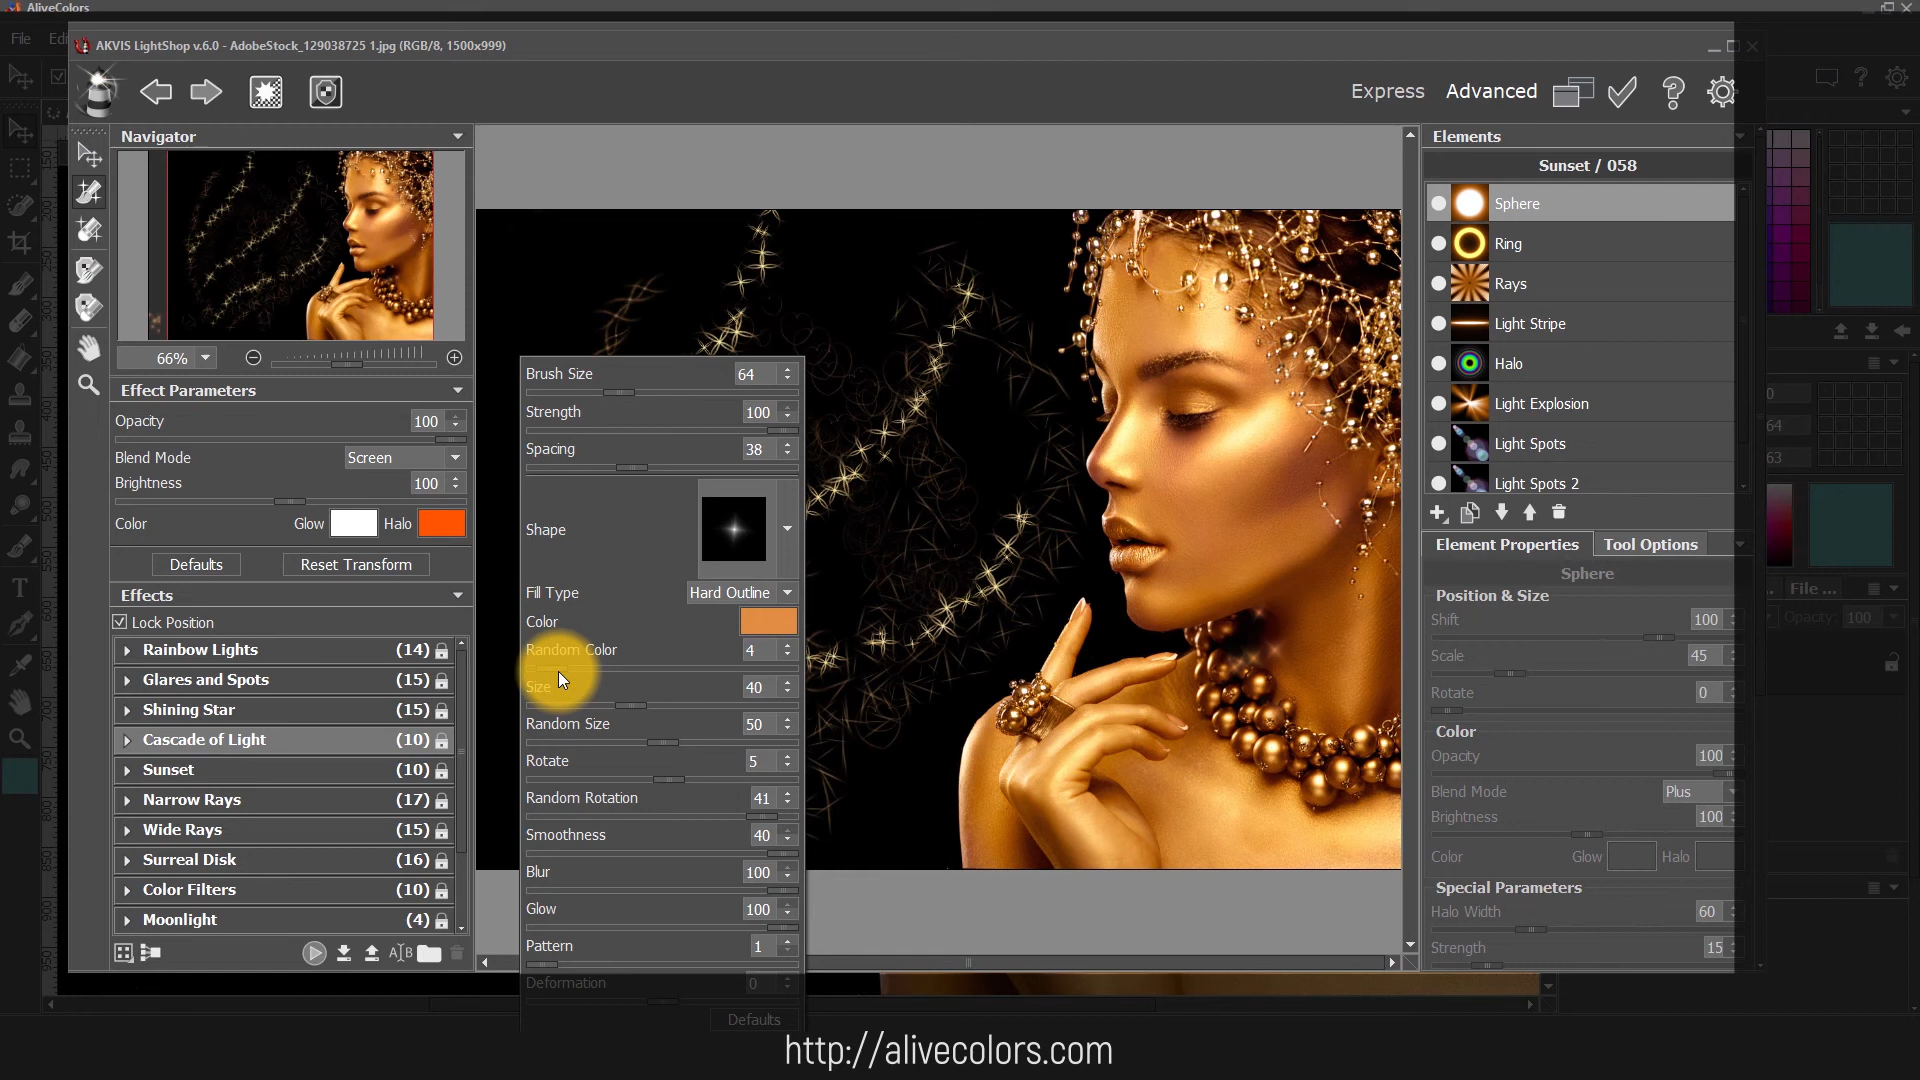 AliveColors
File
AKVIS LightShop v.6.0 - AdobeStock_129038725 1.jpg (RGB/8, 1500x999)
Express
Advanced
Navigator
66%
Effect Parameters
Opacity 100
Blend Mode Screen
Brightness 100
Color Glow Halo
Defaults Reset Transform
Effects
Lock Position
Rainbow Lights (14)
Glares and Spots (15)
Shining Star (15)
Cascade of Light (10)
Sunset (10)
Narrow Rays (17)
Wide Rays (15)
Surreal Disk (16)
Color Filters (10)
Moonlight (4)
Brush Size 64
Strength 100
Spacing 38
Shape
Fill Type Hard Outline
Color
Random Color 4
Size 40
Random Size 50
Rotate 5
Random Rotation 41
Smoothness 40
Blur 100
Glow 100
Pattern 1
Deformation 0
Defaults
Elements
Sunset / 058
Sphere
Ring
Rays
Light Stripe
Halo
Light Explosion
Light Spots
Light Spots 2
Element Properties Tool Options
Sphere
Position & Size
Shift 100
Scale 45
Rotate 0
Color
Opacity 100
Blend Mode Plus
Brightness 100
Color Glow Halo
Special Parameters
Halo Width 60
Strength 15
File ...
Opacity: 100
http://alivecolors.com